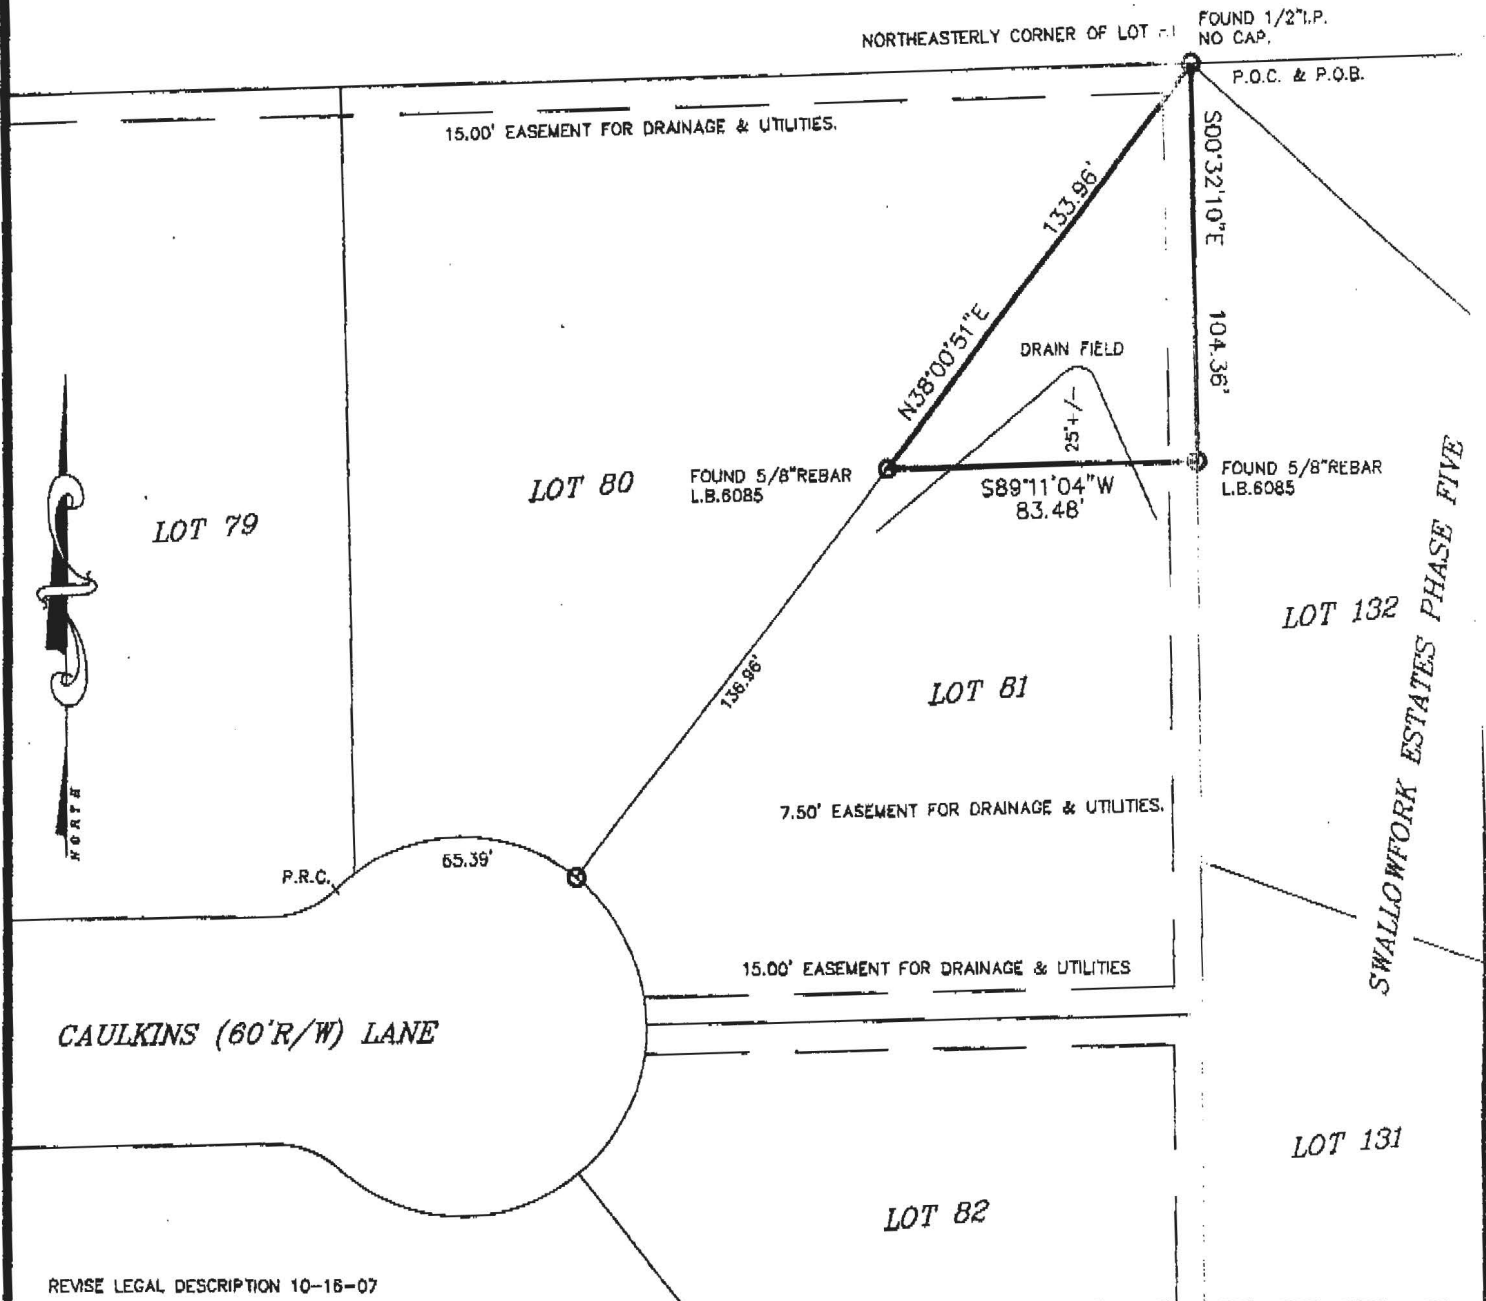 NORTHEASTERLY CORNER OF LOT
FOUND 1/2"I.P.
NO CAP.
P.O.C. & P.O.B.
15.00' EASEMENT FOR DRAINAGE & UTILITIES.
133.96'
S00°32'10"E 104.36'
N38°00'51"E
DRAIN FIELD
25'+/-
FOUND 5/8"REBAR
L.B.6085
FOUND 5/8"REBAR
L.B.6085
S89°11'04"W
83.48'
LOT 79
LOT 80
LOT 132
LOT 81
136.96'
SWALLOWFORK ESTATES PHASE FIVE
NORTH
7.50' EASEMENT FOR DRAINAGE & UTILITIES.
65.39'
P.R.C.
15.00' EASEMENT FOR DRAINAGE & UTILITIES
CAULKINS (60'R/W) LANE
LOT 131
LOT 82
REVISE LEGAL DESCRIPTION 10-16-07